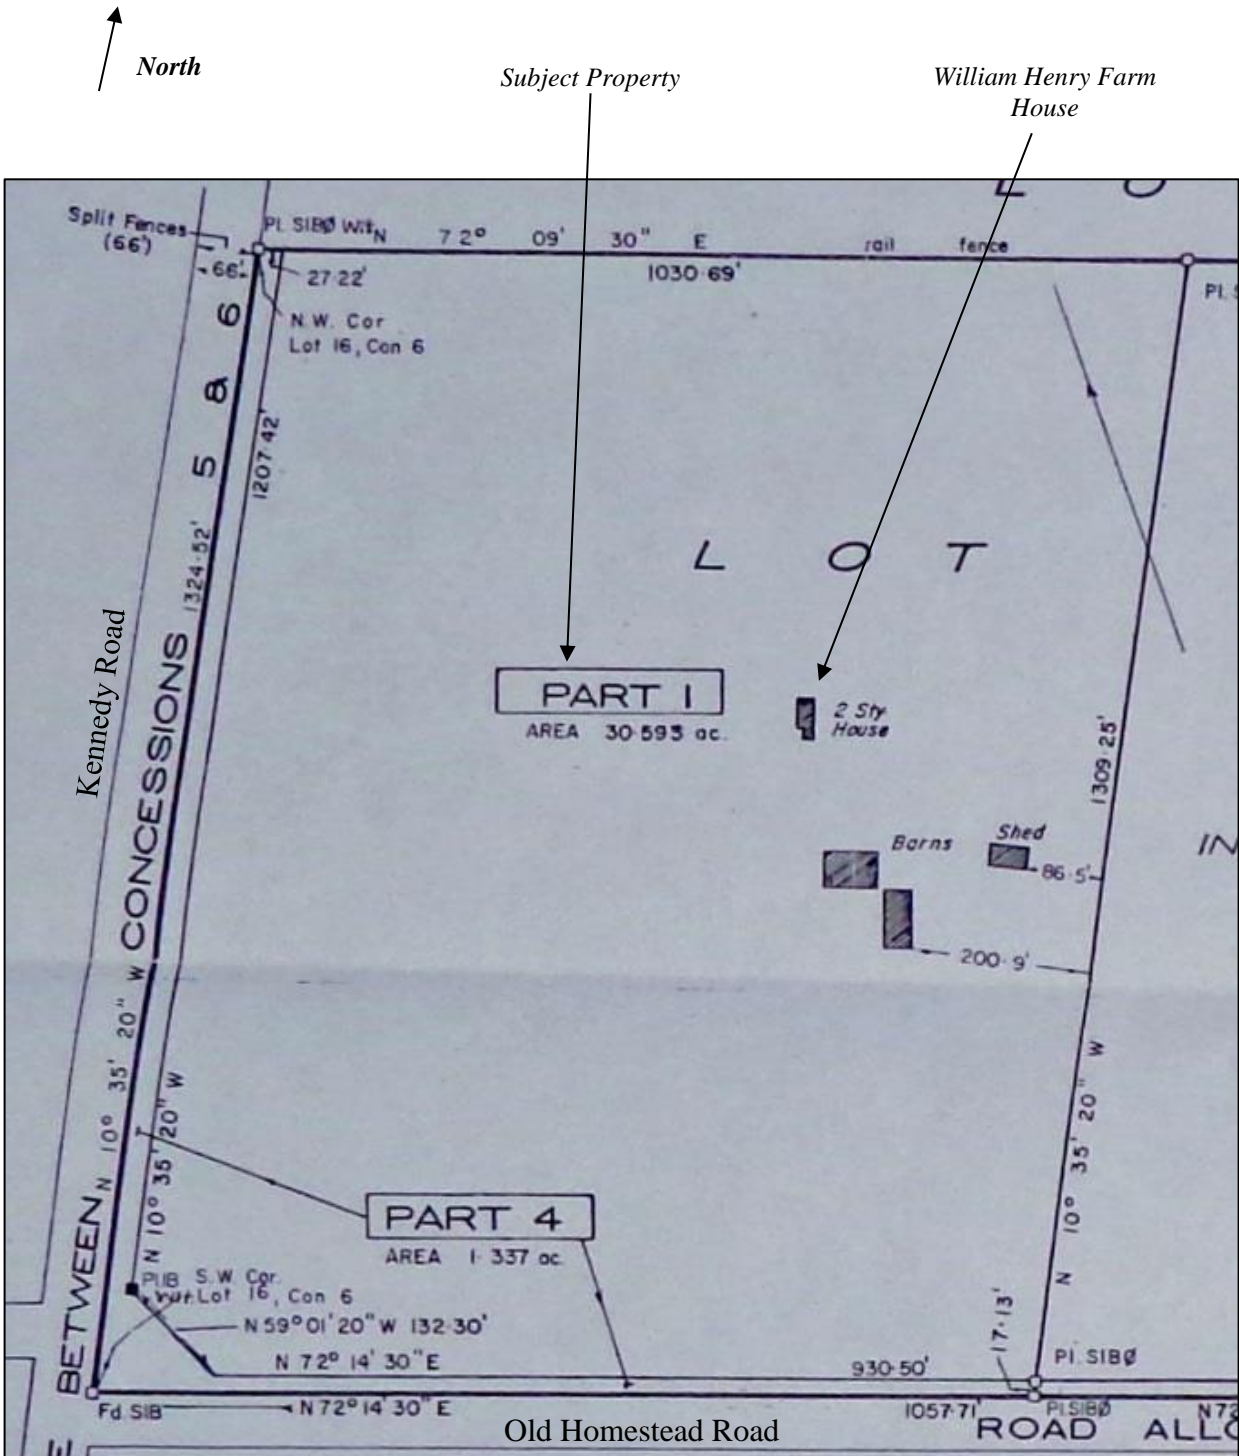 North
Subject Property
William Henry Farm
House
L O
Split Fences
(66')
Pl. SIBØ Wit.
N 72° 09' 30" E
rail fence
66'
27·22'
1030·69'
Pl.
N.W. Cor
Lot 16, Con 6
1207·42'
L O T
Kennedy Road
1324·52'
BETWEEN CONCESSIONS 5 & 6
PART 1
AREA 30·593 ac.
2 Sty
House
1309·25'
Barns
Shed
86·5'
IN
200·9'
N 10° 35' 20" W
N 10° 35' 20" W
N 10° 35' 20" W
PART 4
AREA 1·337 ac.
S.W. Cor.
Lot 16, Con 6
N 59° 01' 20" W 132·30'
N 72° 14' 30" E
930·50'
17·13'
Pl. SIBØ
Fd. SIB
N 72° 14' 30" E
1057·71'
Pl SIBØ
N 72
Old Homestead Road
ROAD ALLO
E